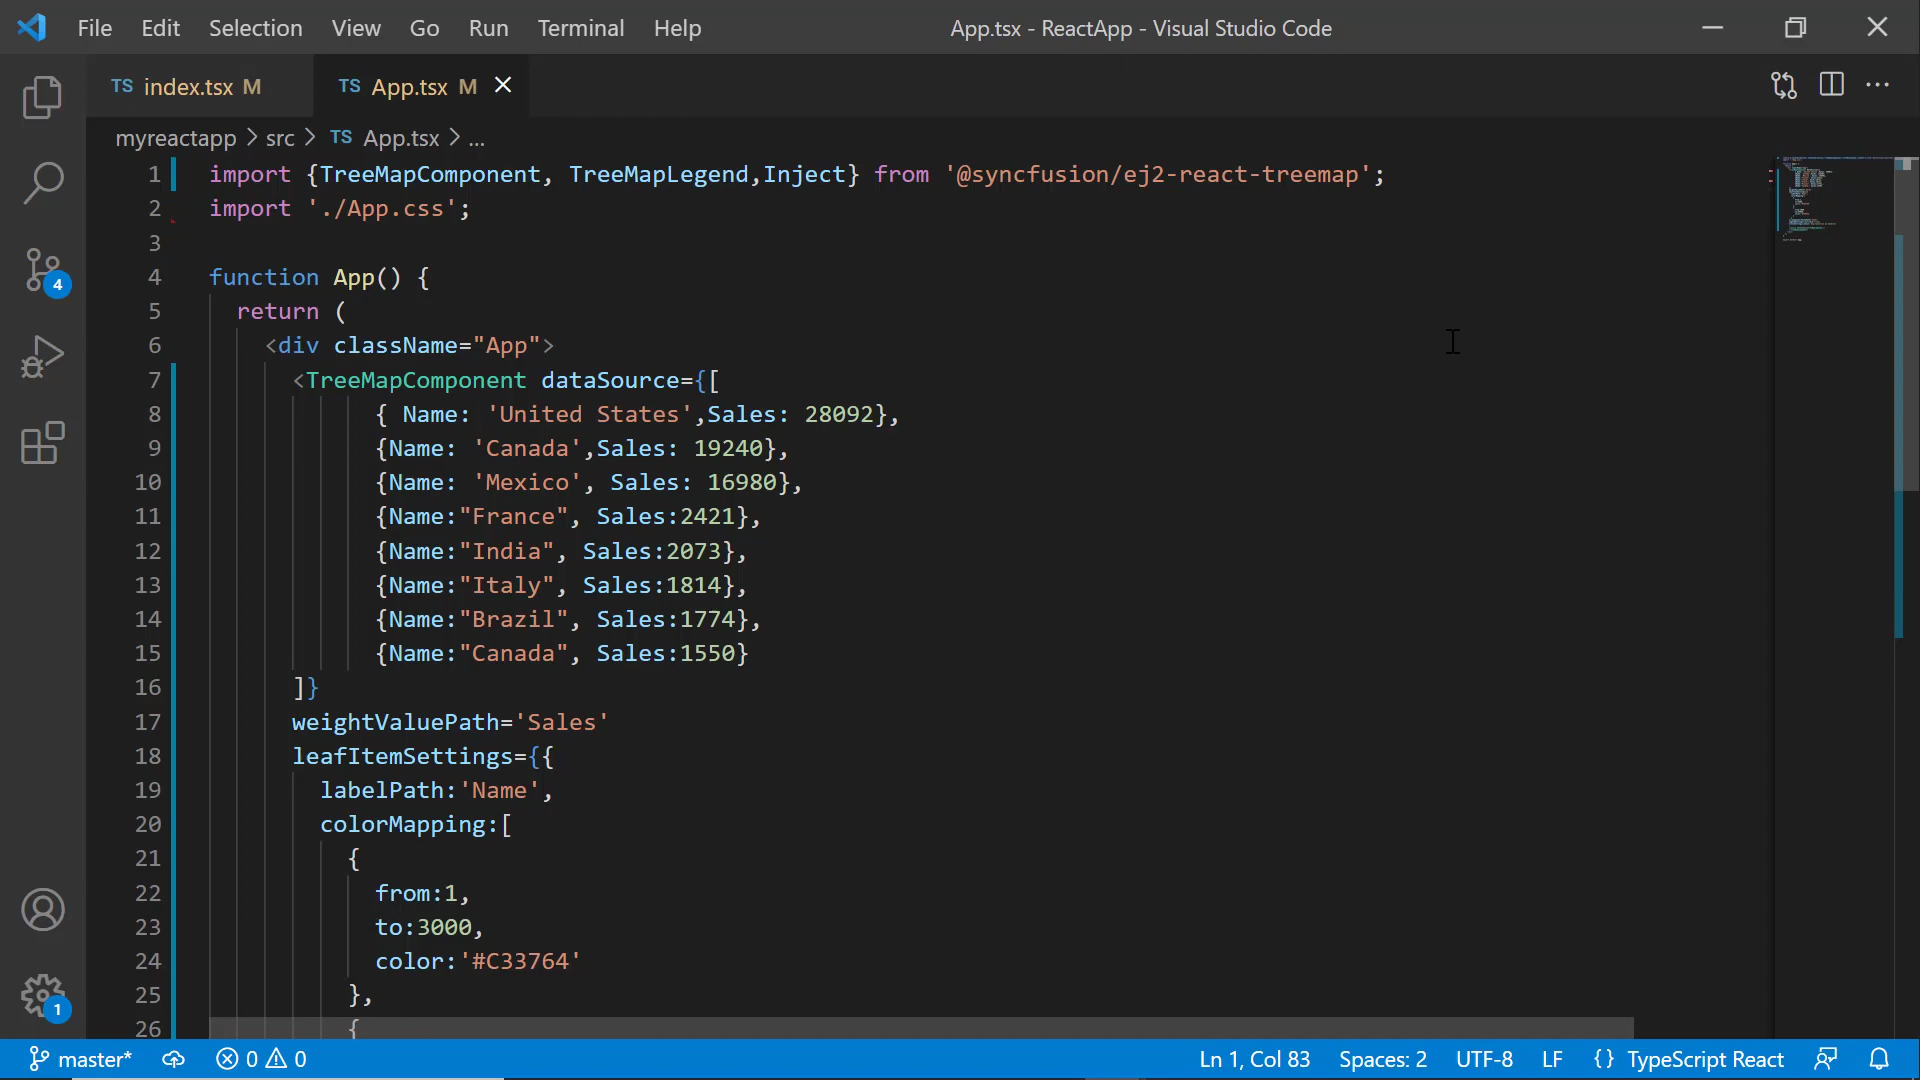 File Edit Selection View Go Run Terminal Help App.tsx - ReactApp - Visual Studio Code
TS index.tsx M TS App.tsx M
myreactapp > src > TS App.tsx > ...
1 import {TreeMapComponent, TreeMapLegend,Inject} from '@syncfusion/ej2-react-treemap';
2 import './App.css';
3
4 function App() {
5 return (
6 <div className="App">
7 <TreeMapComponent dataSource={[
8 { Name: 'United States',Sales: 28092},
9 {Name: 'Canada',Sales: 19240},
10 {Name: 'Mexico', Sales: 16980},
11 {Name:"France", Sales:2421},
12 {Name:"India", Sales:2073},
13 {Name:"Italy", Sales:1814},
14 {Name:"Brazil", Sales:1774},
15 {Name:"Canada", Sales:1550}
16 ]}
17 weightValuePath='Sales'
18 leafItemSettings={{
19 labelPath:'Name',
20 colorMapping:[
21 {
22 from:1,
23 to:3000,
24 color:'#C33764'
25 },
26 {
4
1
master* 0 0 Ln 1, Col 83 Spaces: 2 UTF-8 LF {} TypeScript React